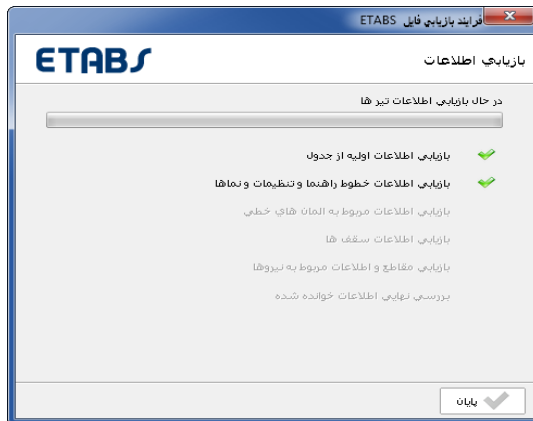 فرایند بازیابی فایل ETABS
ETABS
بازیابی اطلاعات
در حال بازیابی اطلاعات تیر ها
بازیابی اطلاعات اولیه از جدول
بازیابی اطلاعات خطوط راهنما و تنظیمات و نماها
بازیابی اطلاعات مربوط به المان های خطی
بازیابی اطلاعات سقف ها
بازیابی مقاطع و اطلاعات مربوط به نیروها
بررسی نهایی اطلاعات خوانده شده
پایان